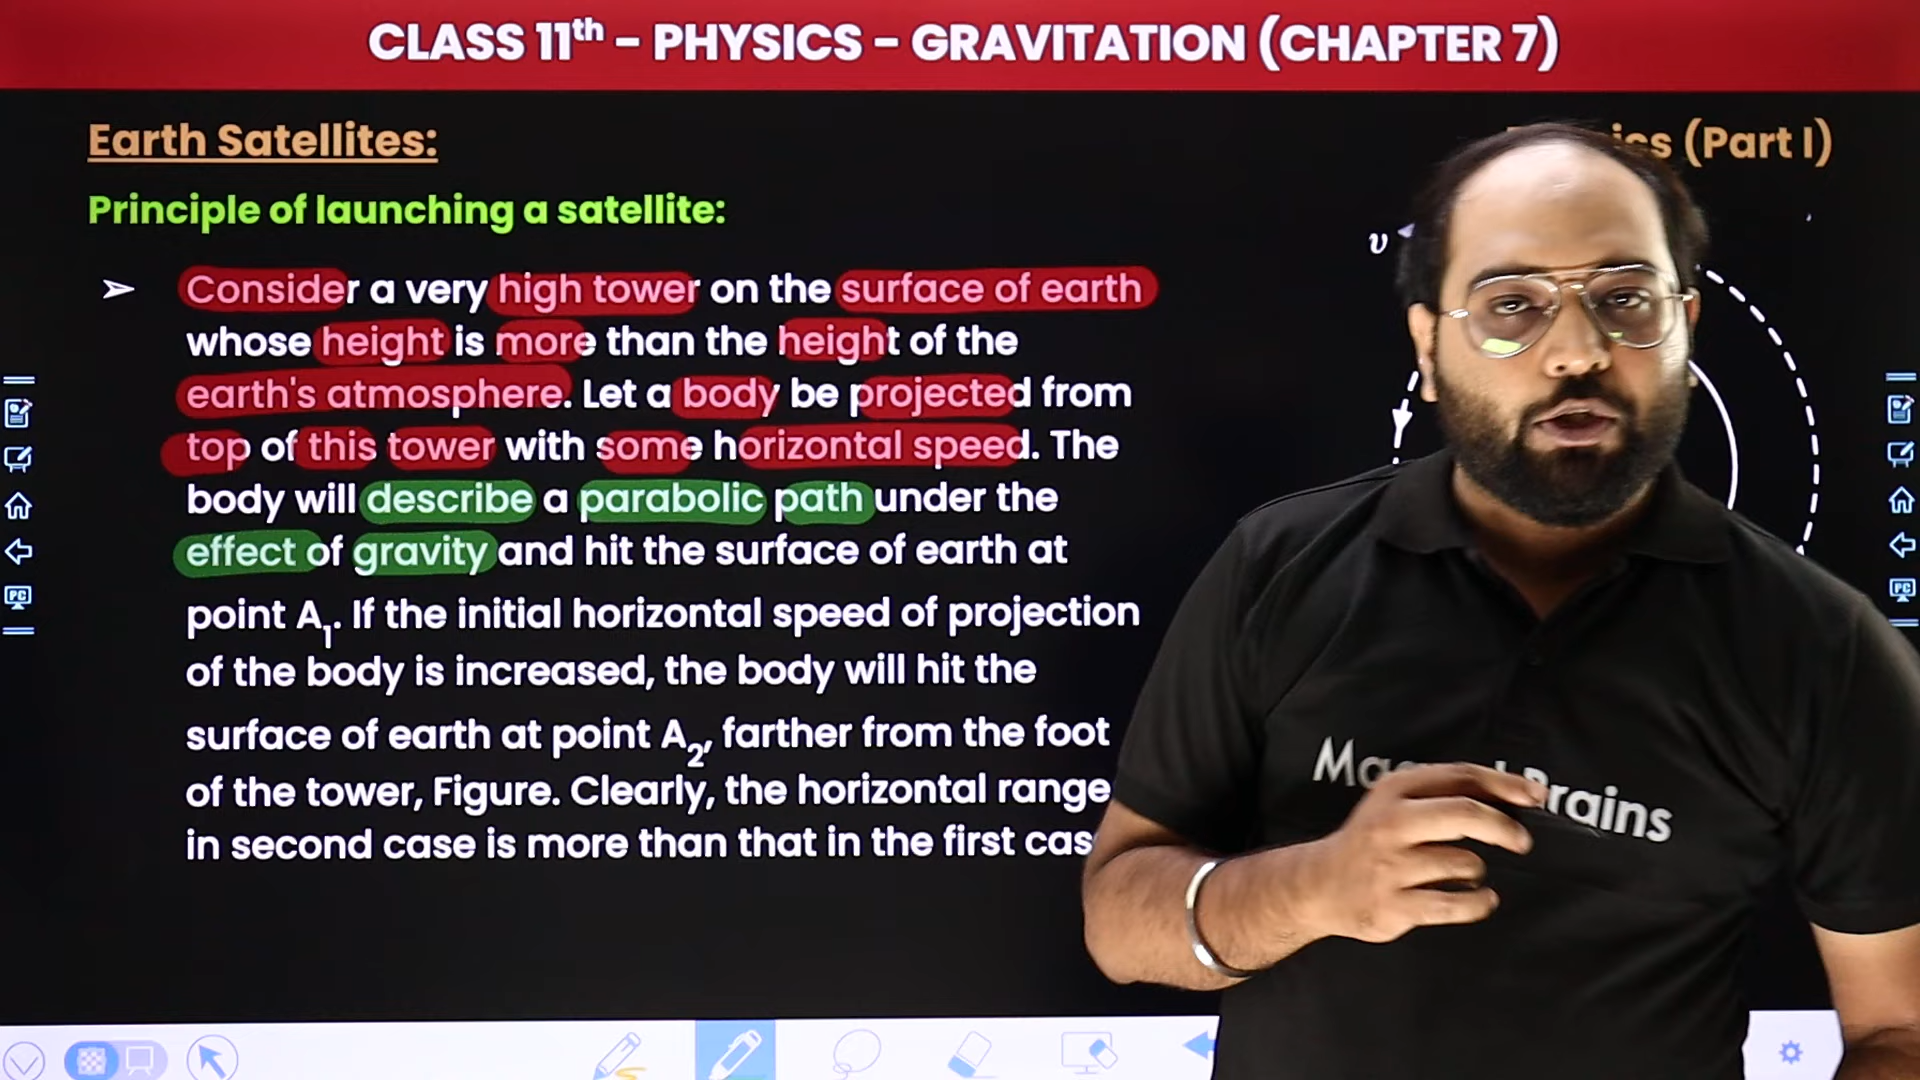 CLASS 11th - PHYSICS - GRAVITATION (CHAPTER 7)
Earth Satellites:
(Part I)
Principle of launching a satellite:
υ
➢ Consider a very high tower on the surface of earth
whose height is more than the height of the
earth's atmosphere. Let a body be projected from
top of this tower with some horizontal speed. The
body will describe a parabolic path under the
effect of gravity and hit the surface of earth at
point A₁. If the initial horizontal speed of projection
of the body is increased, the body will hit the
surface of earth at point A₂, farther from the foot
of the tower, Figure. Clearly, the horizontal range
in second case is more than that in the first
Brains
PC
PC